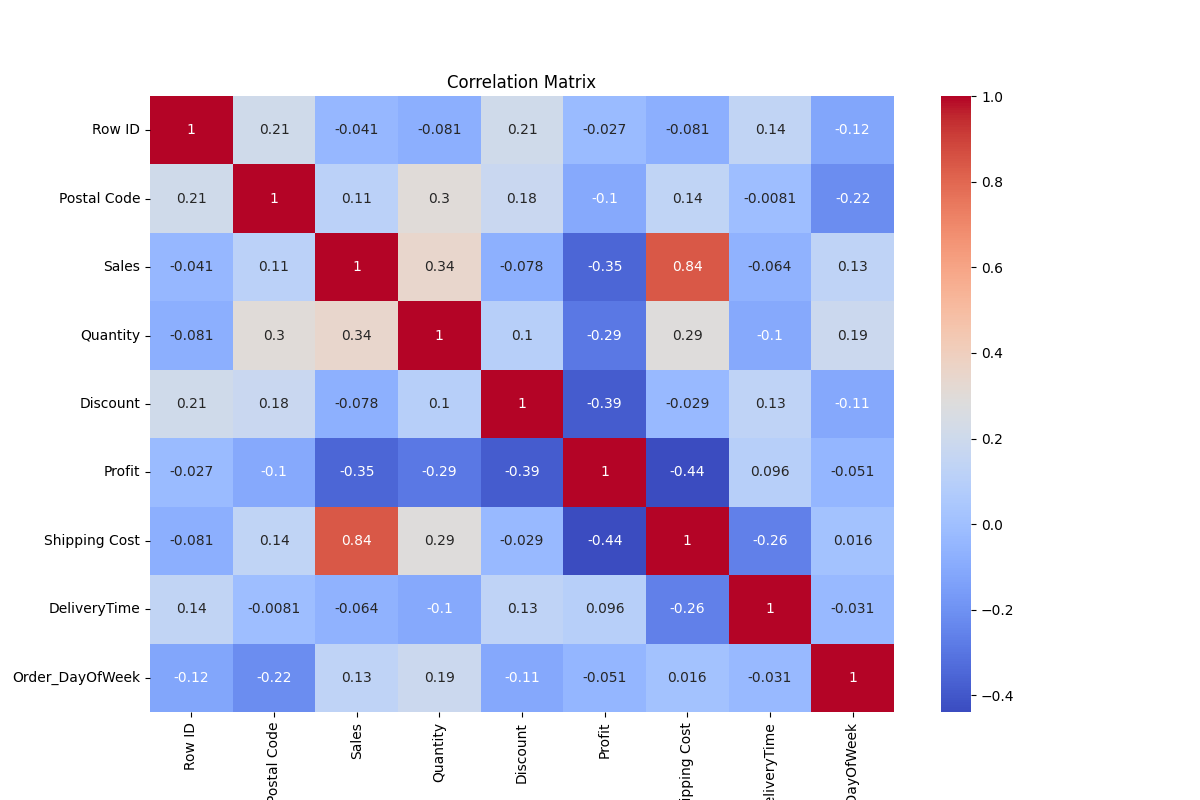 Correlation Matrix
Row ID 1 0.21 -0.041 -0.081 0.21 -0.027 -0.081 0.14 -0.12
Postal Code 0.21 1 0.11 0.3 0.18 -0.1 0.14 -0.0081 -0.22
Sales -0.041 0.11 1 0.34 -0.078 -0.35 0.84 -0.064 0.13
Quantity -0.081 0.3 0.34 1 0.1 -0.29 0.29 -0.1 0.19
Discount 0.21 0.18 -0.078 0.1 1 -0.39 -0.029 0.13 -0.11
Profit -0.027 -0.1 -0.35 -0.29 -0.39 1 -0.44 0.096 -0.051
Shipping Cost -0.081 0.14 0.84 0.29 -0.029 -0.44 1 -0.26 0.016
DeliveryTime 0.14 -0.0081 -0.064 -0.1 0.13 0.096 -0.26 1 -0.031
Order_DayOfWeek -0.12 -0.22 0.13 0.19 -0.11 -0.051 0.016 -0.031 1
Row ID
Postal Code
Sales
Quantity
Discount
Profit
ipping Cost
eliveryTime
DayOfWeek
1.0
0.8
0.6
0.4
0.2
0.0
−0.2
−0.4